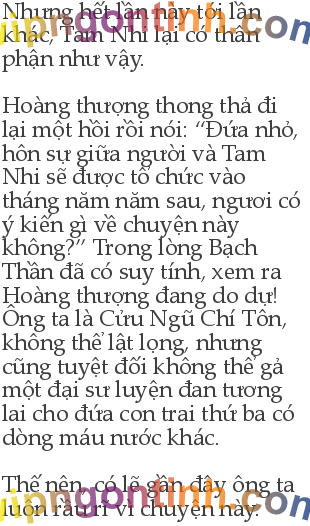 Nhưng hết lần này tới lần
khác, Tam Nhi lại có thân
phận như vậy.
Hoàng thượng thong thả đi
lại một hồi rồi nói: “Đứa nhỏ,
hôn sự giữa người và Tam
Nhi sẽ được tổ chức vào
tháng năm năm sau, ngươi có
ý kiến gì về chuyện này
không?” Trong lòng Bạch
Thần đã có suy tính, xem ra
Hoàng thượng đang do dự!
Ông ta là Cửu Ngũ Chí Tôn,
không thể lật lọng, nhưng
cũng tuyệt đối không thể gả
một đại sư luyện đan tương
lai cho đứa con trai thứ ba có
dòng máu nước khác.
Thế nên, có lẽ gần đây ông ta
luôn rầu rĩ vì chuyện này.
vipngontinh.com
vipngontinh.com